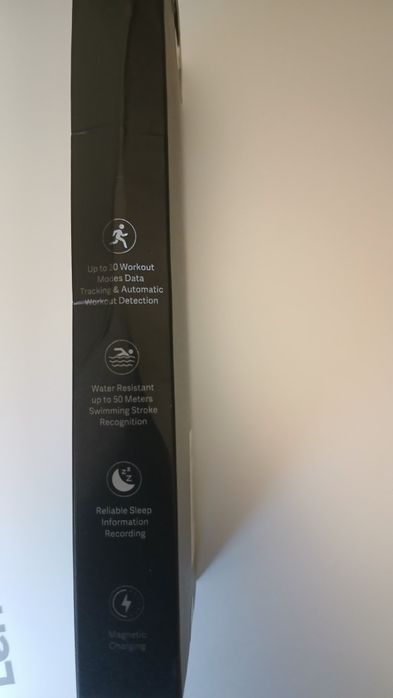 Up to Workout
Modes Data
Tracking & Automatic
Workout Detection
Water Resistant
up to 50 Meters
Swimming Stroke
Recognition
Reliable Sleep
Information
Recording
Magnetic
Charging